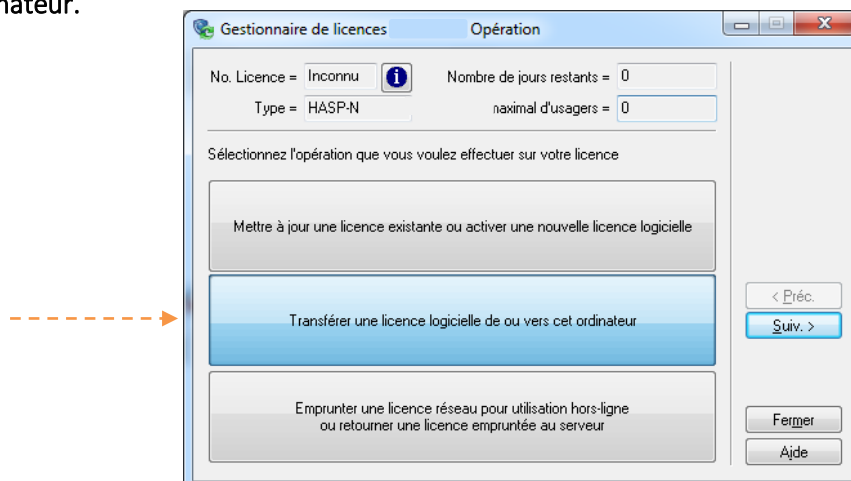 nateur.
Gestionnaire de licences Opération
No. Licence = Inconnu Nombre de jours restants = 0
Type = HASP-N naximal d'usagers = 0
Sélectionnez l'opération que vous voulez effectuer sur votre licence
Mettre à jour une licence existante ou activer une nouvelle licence logicielle
Transférer une licence logicielle de ou vers cet ordinateur
< Préc.
Suiv. >
Emprunter une licence réseau pour utilisation hors-ligne
ou retourner une licence empruntée au serveur
Fermer
Aide